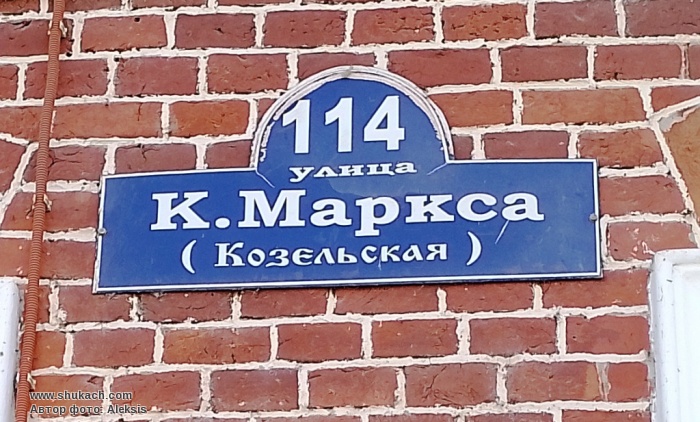 114
улица
К.Маркса
( Козельская )
www.shukach.com
Автор фото: Aleksis